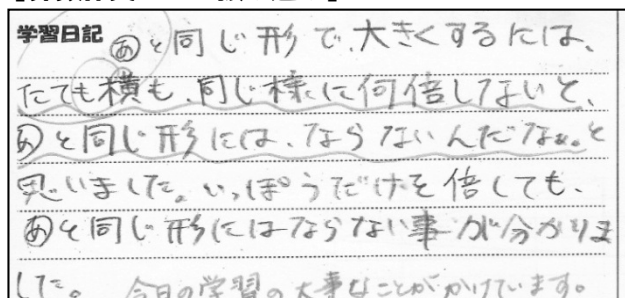 学習日記 あと同じ形で、大きくするには、
たても横も、同じ様に何倍しないと、
あと同じ形には、ならないんだなぁ。と
思いました。いっぽうだけを倍しても、
あと同じ形にはならない事が分かりま
した。 今日の学習の大事なことがかけています。